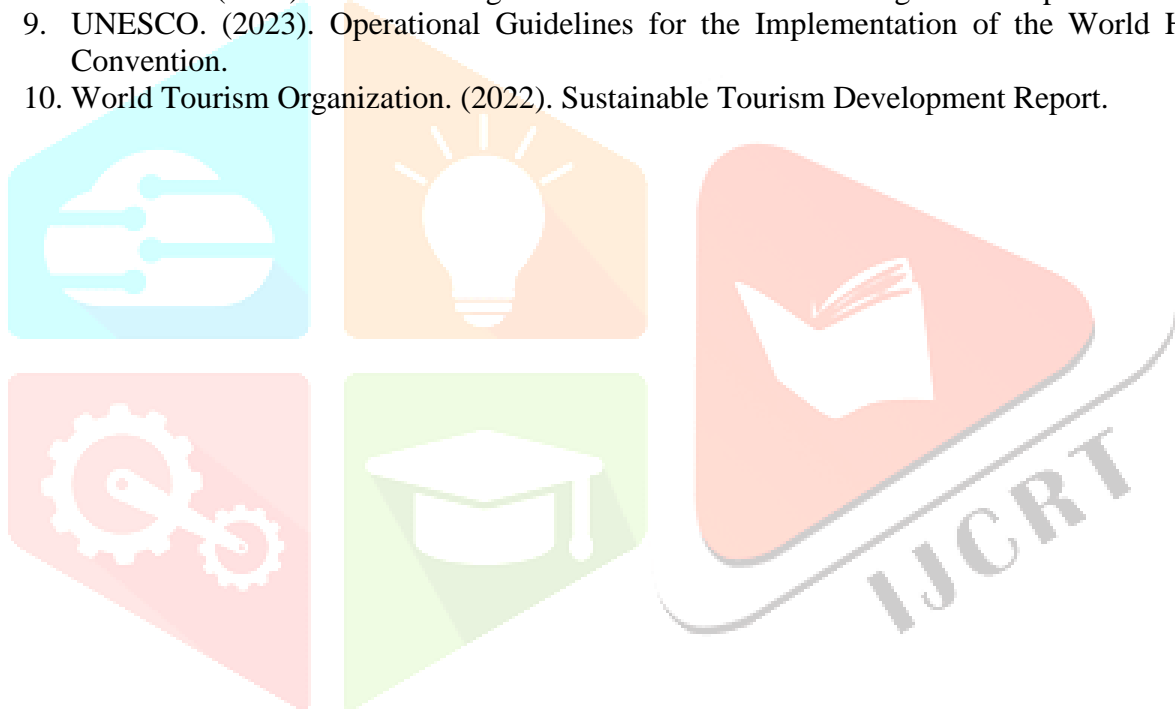 9. UNESCO. (2023). Operational Guidelines for the Implementation of the World
Convention.
10. World Tourism Organization. (2022). Sustainable Tourism Development Report.
IJCRT